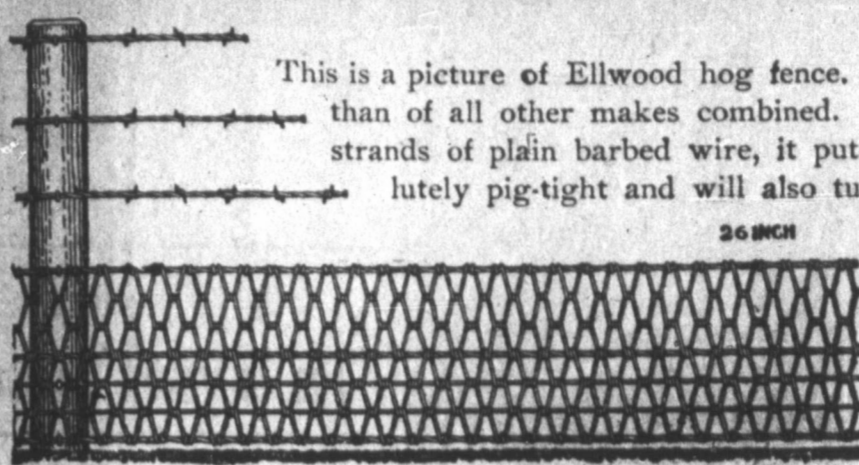 This is a picture of Ellwood hog fence.
than of all other makes combined.
strands of plain barbed wire, it put
lutely pig-tight and will also tu
26 INCH